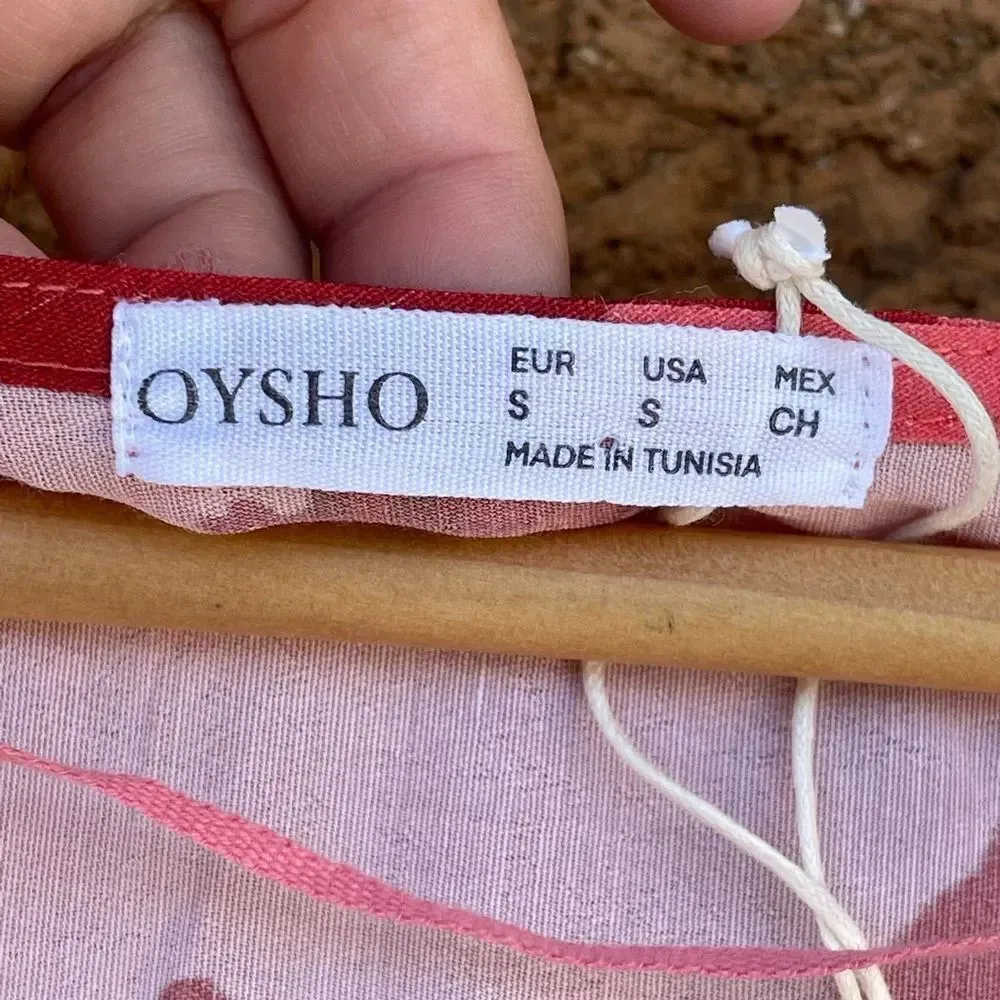 OYSHO
EUR USA MEX
S S CH
MADE IN TUNISIA